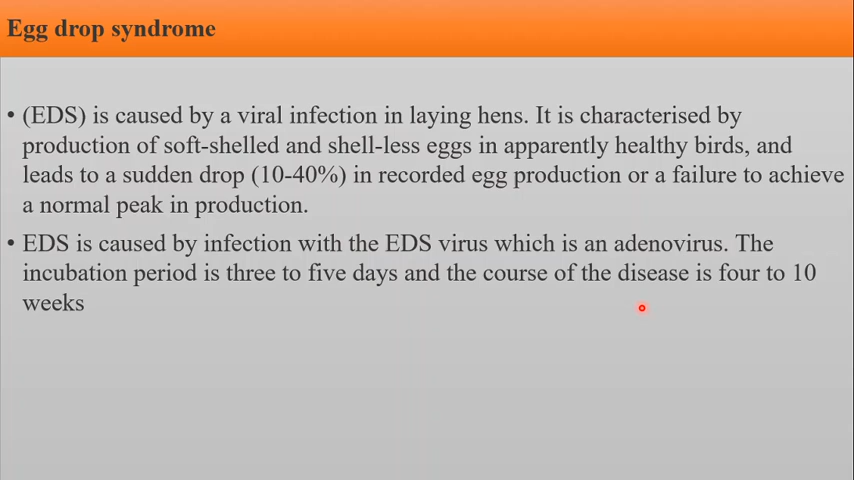 Egg drop syndrome
• (EDS) is caused by a viral infection in laying hens. It is characterised by
production of soft-shelled and shell-less eggs in apparently healthy birds, and
leads to a sudden drop (10-40%) in recorded egg production or a failure to achieve
a normal peak in production.
• EDS is caused by infection with the EDS virus which is an adenovirus. The
incubation period is three to five days and the course of the disease is four to 10
weeks